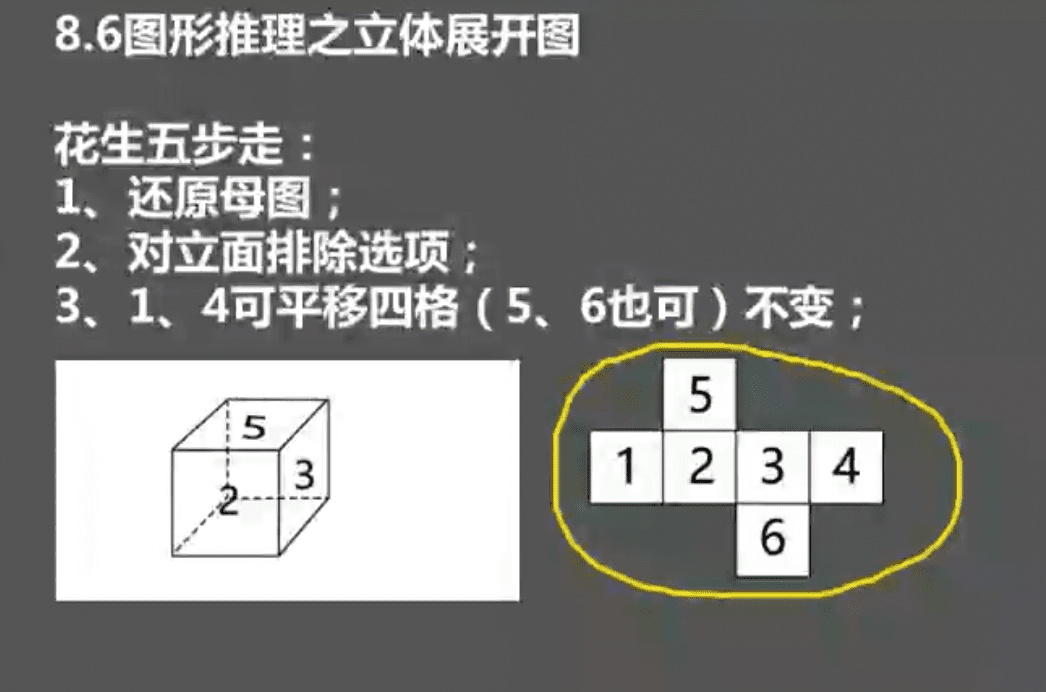 8.6图形推理之立体展开图
花生五步走：
1、还原母图；
2、对立面排除选项；
3、1、4可平移四格（5、6也可）不变；
5
3
2
5
1 2 3 4
6